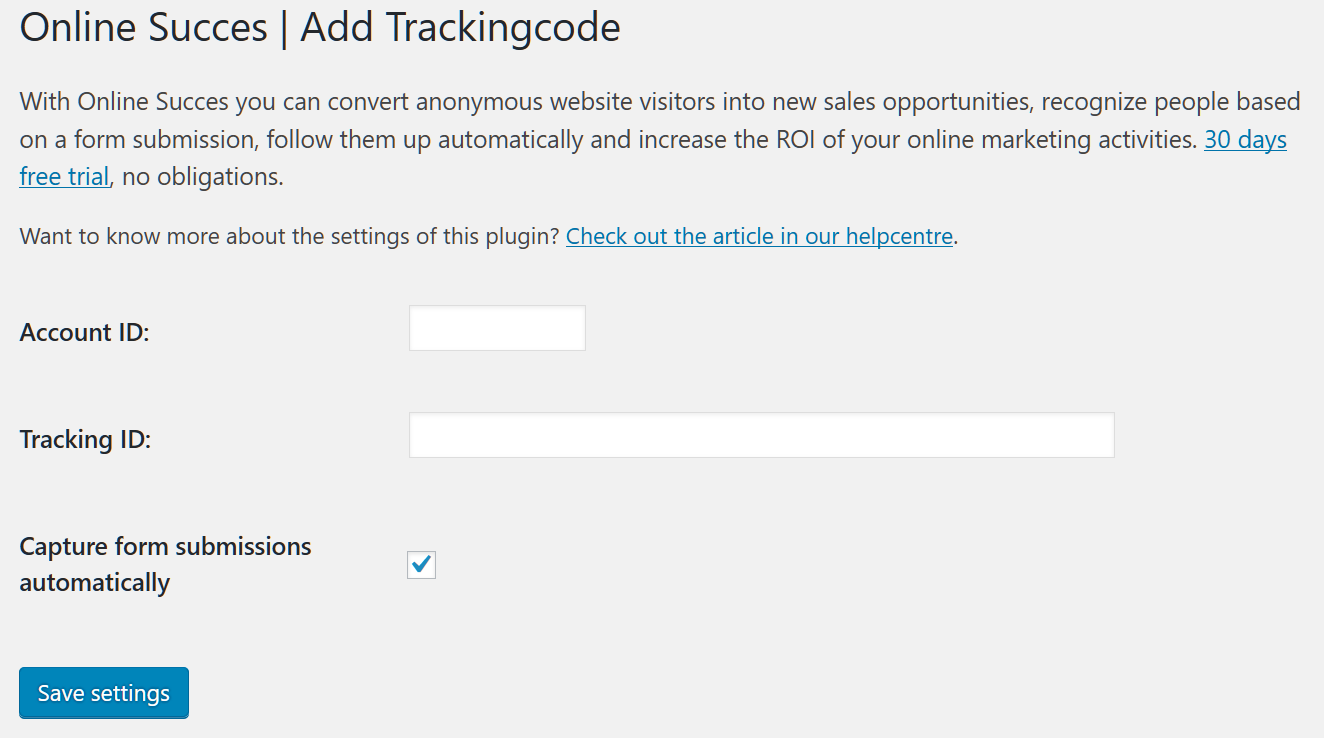 Online Succes | Add Trackingcode
With Online Succes you can convert anonymous website visitors into new sales opportunities, recognize people based
on a form submission, follow them up automatically and increase the ROI of your online marketing activities. 30 days
free trial, no obligations.
Want to know more about the settings of this plugin? Check out the article in our helpcentre.
Account ID:
Tracking ID:
Capture form submissions
automatically
Save settings